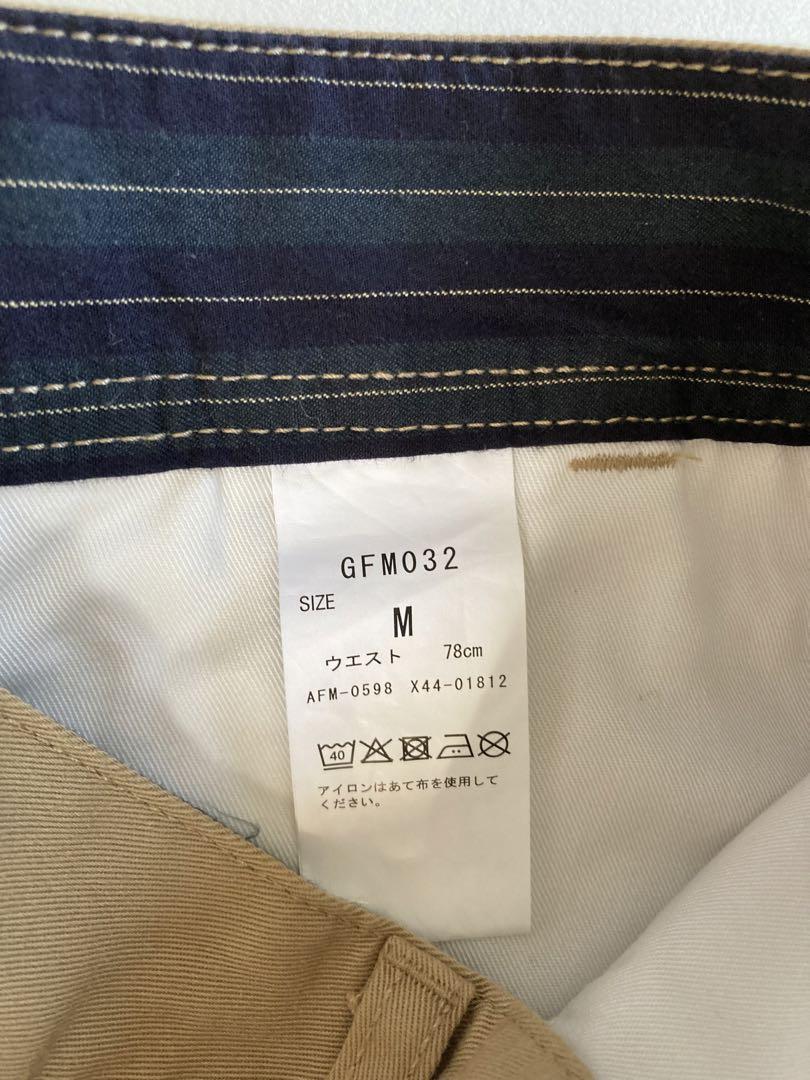 GFM032
SIZE
M
ウエスト 78cm
AFM-0598 X44-01812
40
アイロンはあて布を使用して
ください。